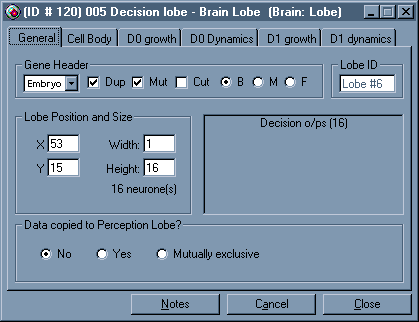 (ID # 120) 005 Decision lobe - Brain Lobe (Brain: Lobe)
General Cell Body D0 growth D0 Dynamics D1 growth D1 dynamics
Gene Header Lobe ID
Embryo Dup Mut Cut B M F Lobe #6
Lobe Position and Size Decision o/ps (16)
X 53 Width: 1
Y 15 Height: 16
16 neurone(s)
Data copied to Perception Lobe?
No Yes Mutually exclusive
Notes Cancel Close